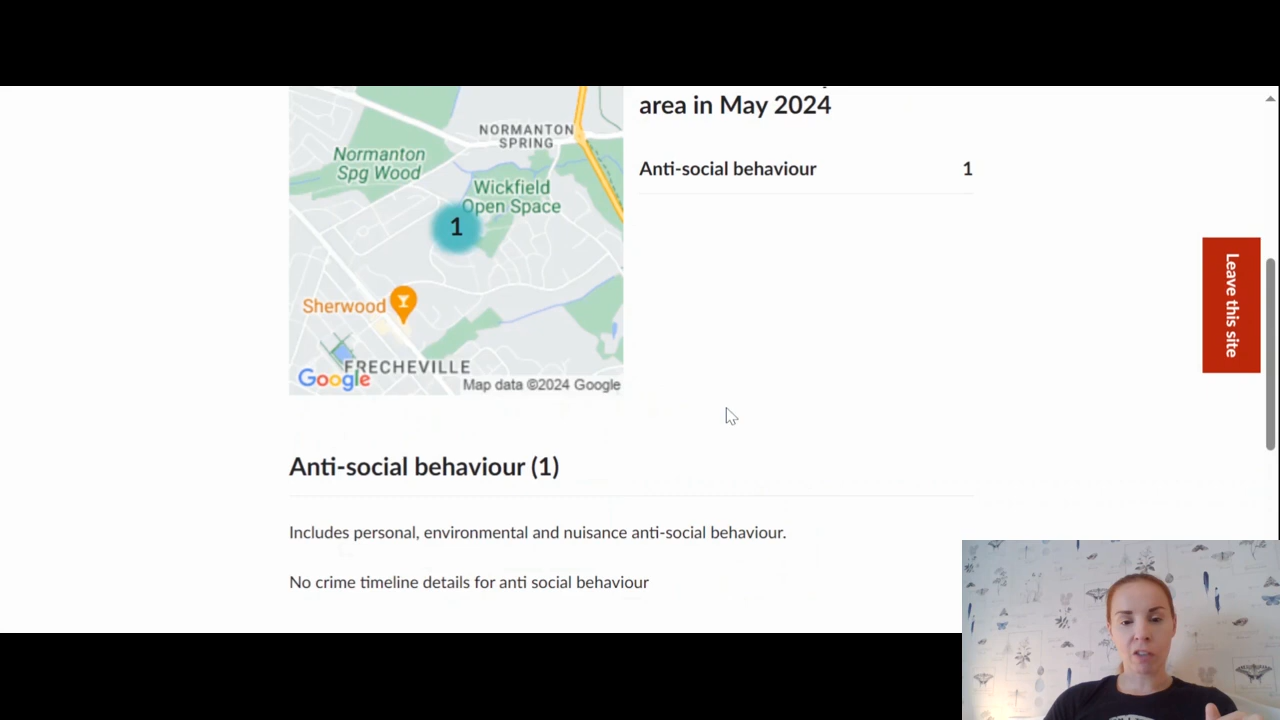 area in May 2024
Anti-social behaviour 1
NORMANTON
SPRING
Normanton
Spg Wood
Wickfield
Open Space
1
Sherwood
FRECHEVILLE
Google
Map data ©2024 Google
Leave this site
Anti-social behaviour (1)
Includes personal, environmental and nuisance anti-social behaviour.
No crime timeline details for anti social behaviour